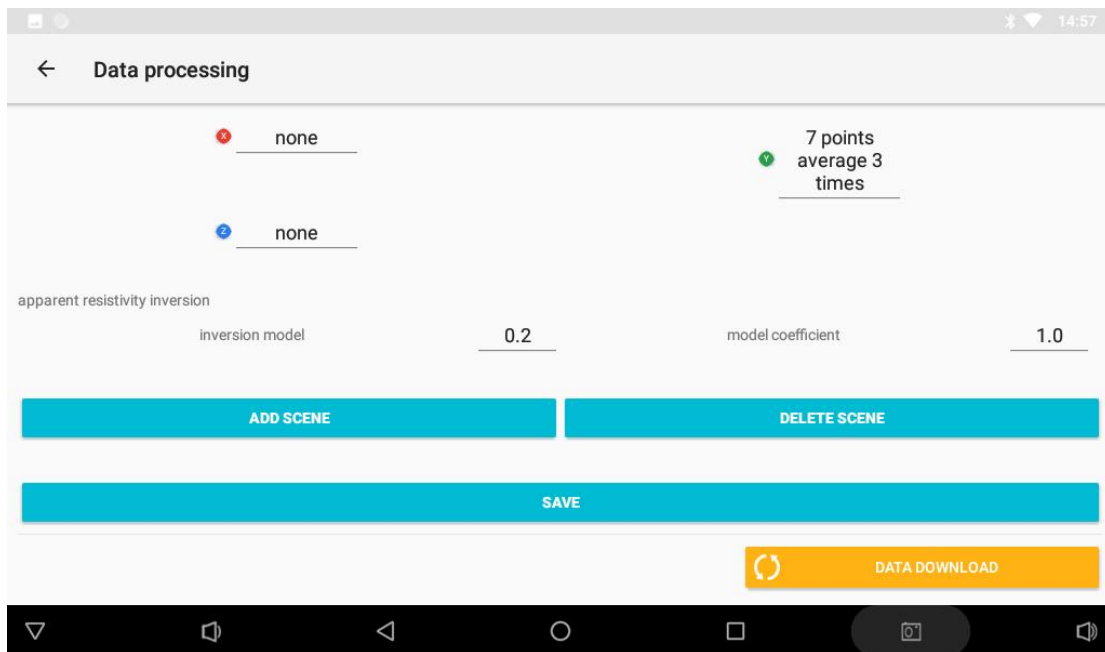 14:57
Data processing
X none
Y 7 points
average 3
times
Z none
apparent resistivity inversion
inversion model 0.2 model coefficient 1.0
ADD SCENE DELETE SCENE
SAVE
DATA DOWNLOAD